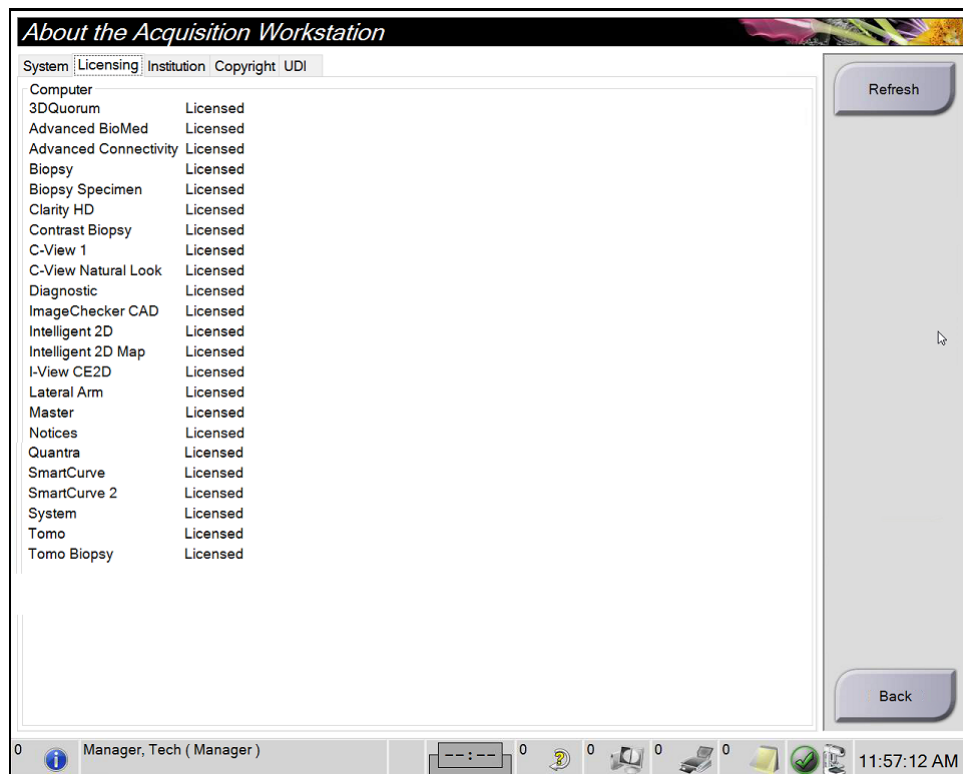 About the Acquisition Workstation
System Licensing Institution Copyright UDI
Computer
3DQuorum Licensed
Advanced BioMed Licensed
Advanced Connectivity Licensed
Biopsy Licensed
Biopsy Specimen Licensed
Clarity HD Licensed
Contrast Biopsy Licensed
C-View 1 Licensed
C-View Natural Look Licensed
Diagnostic Licensed
ImageChecker CAD Licensed
Intelligent 2D Licensed
Intelligent 2D Map Licensed
I-View CE2D Licensed
Lateral Arm Licensed
Master Licensed
Notices Licensed
Quantra Licensed
SmartCurve Licensed
SmartCurve 2 Licensed
System Licensed
Tomo Licensed
Tomo Biopsy Licensed
Refresh
Back
0 Manager, Tech ( Manager ) --:-- 0 0 0 0 11:57:12 AM